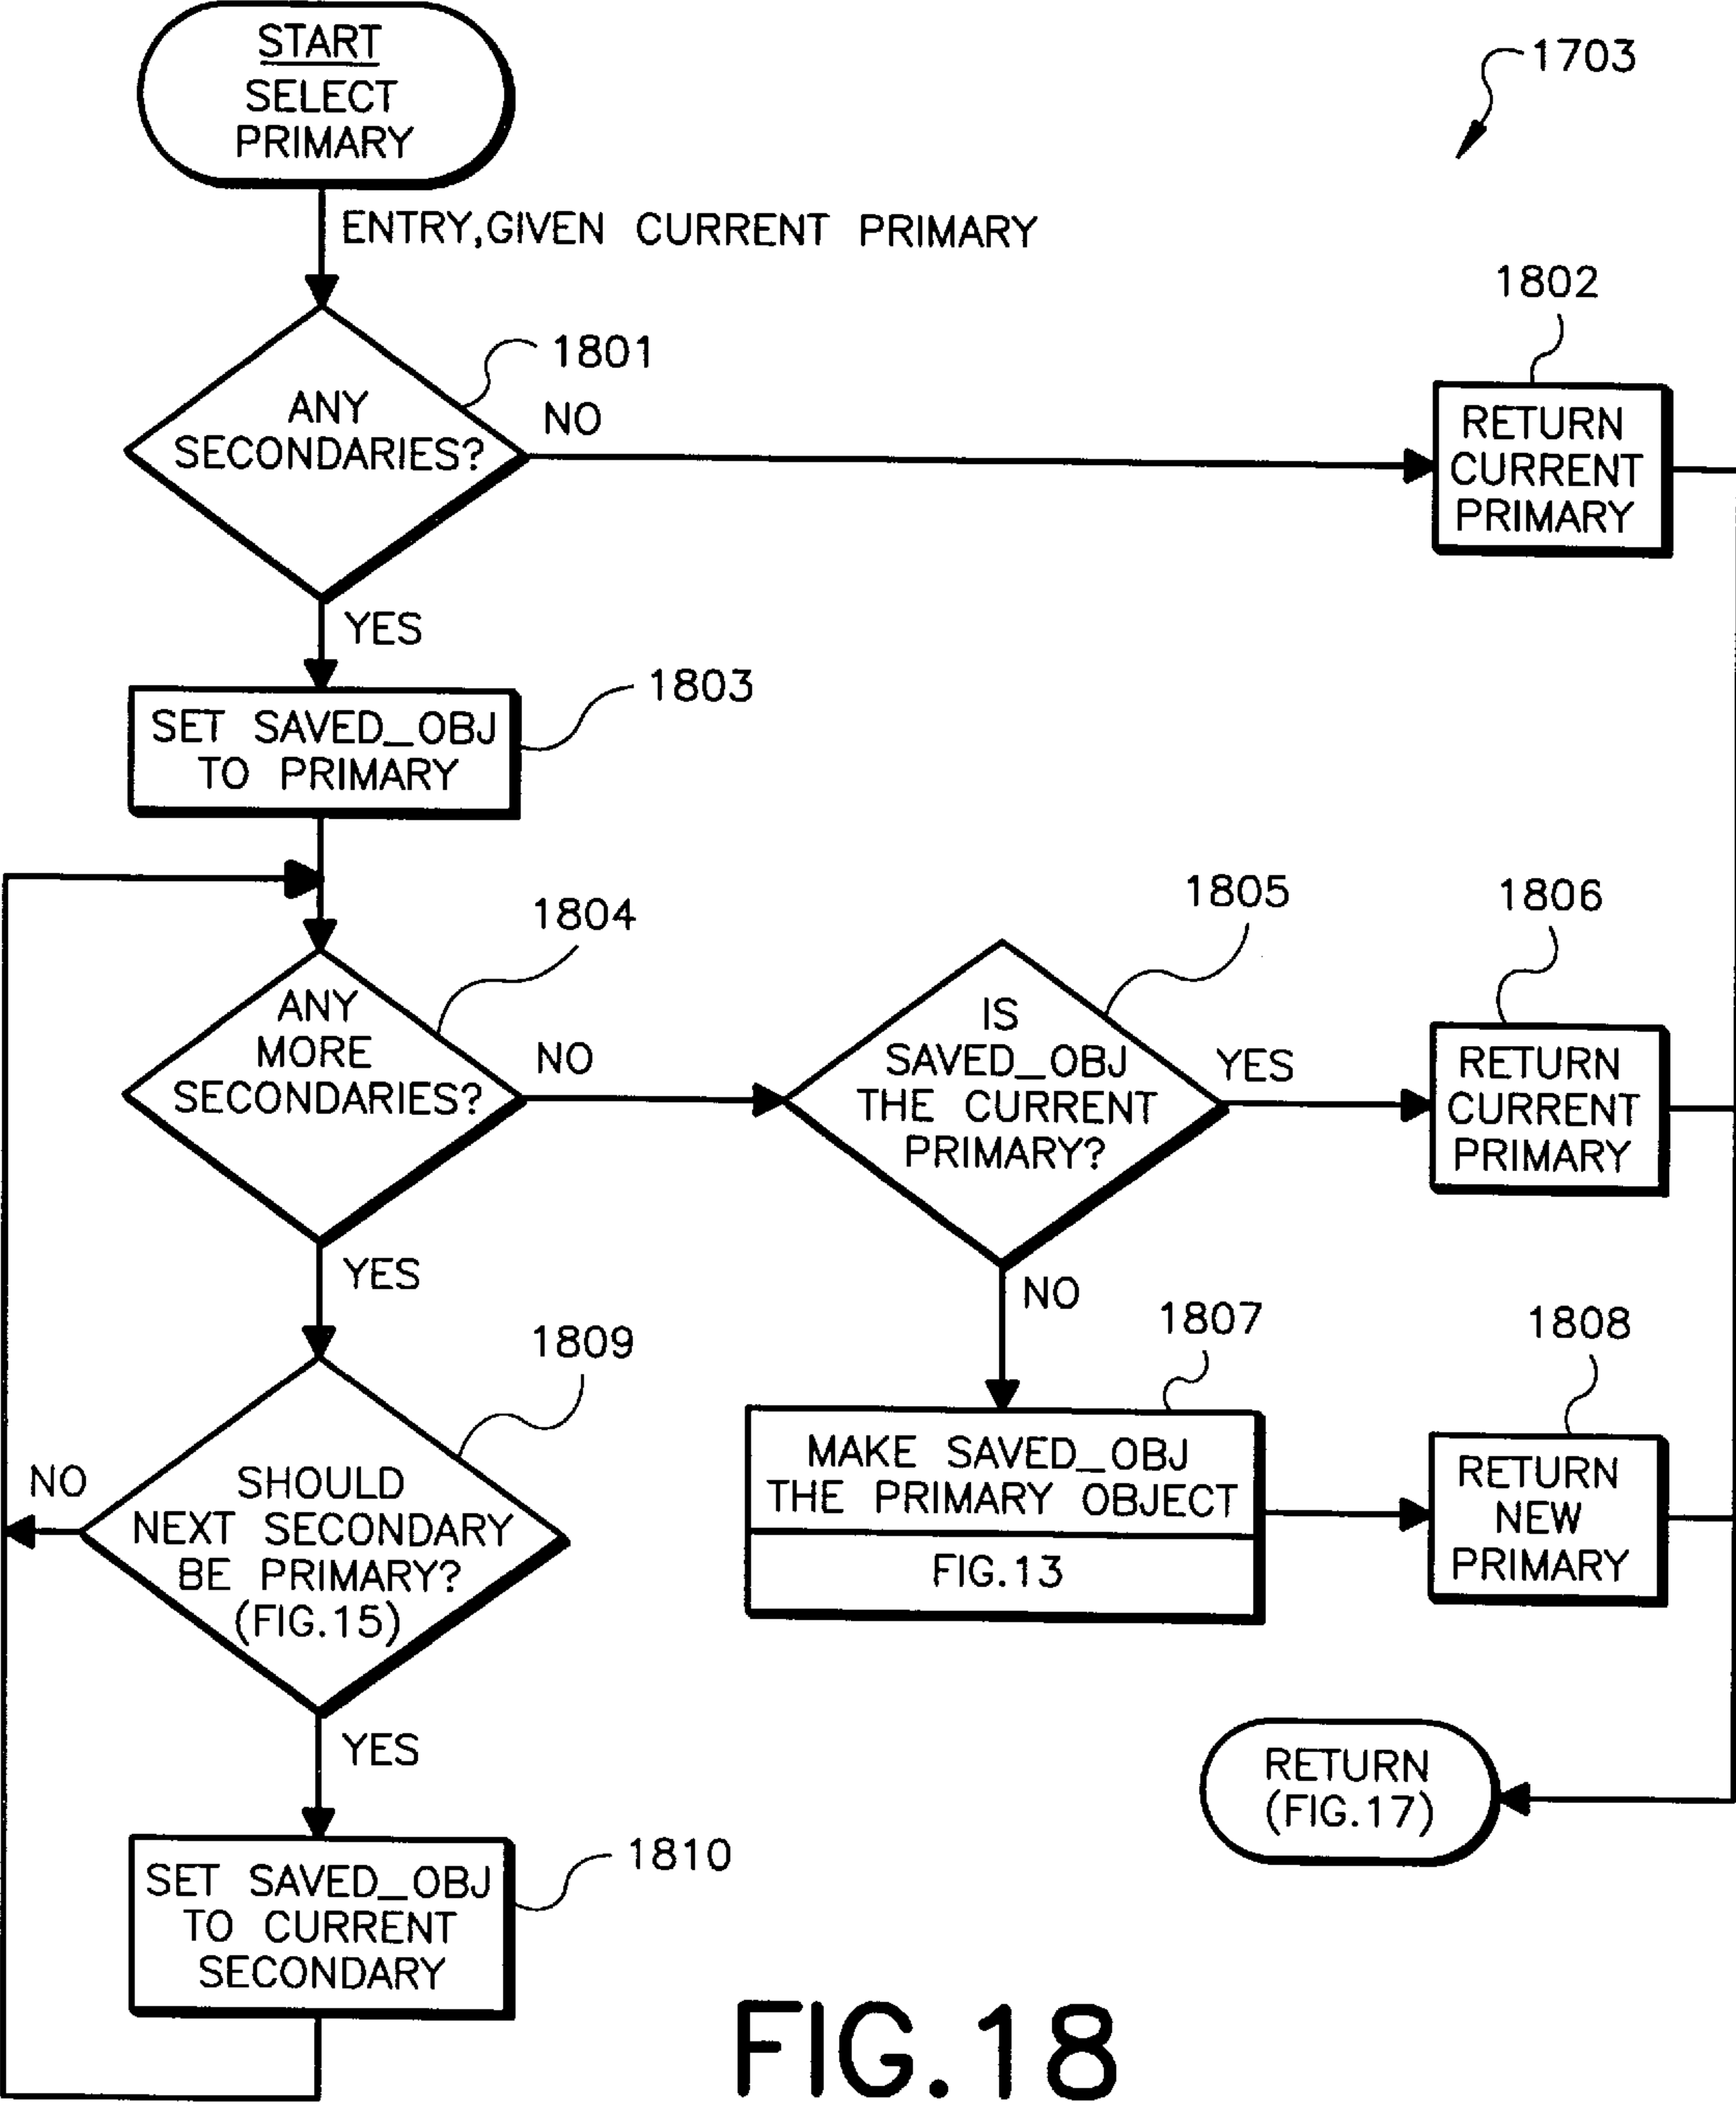 START
SELECT
PRIMARY
1703
ENTRY,GIVEN CURRENT PRIMARY
1801
ANY
SECONDARIES?
NO
1802
RETURN
CURRENT
PRIMARY
YES
1803
SET SAVED_OBJ
TO PRIMARY
1804
ANY
MORE
SECONDARIES?
NO
1805
IS
SAVED_OBJ
THE CURRENT
PRIMARY?
YES
1806
RETURN
CURRENT
PRIMARY
YES
NO
1807
MAKE SAVED_OBJ
THE PRIMARY OBJECT
FIG.13
1808
RETURN
NEW
PRIMARY
1809
SHOULD
NEXT SECONDARY
BE PRIMARY?
(FIG.15)
NO
YES
RETURN
(FIG.17)
1810
SET SAVED_OBJ
TO CURRENT
SECONDARY
FIG.18